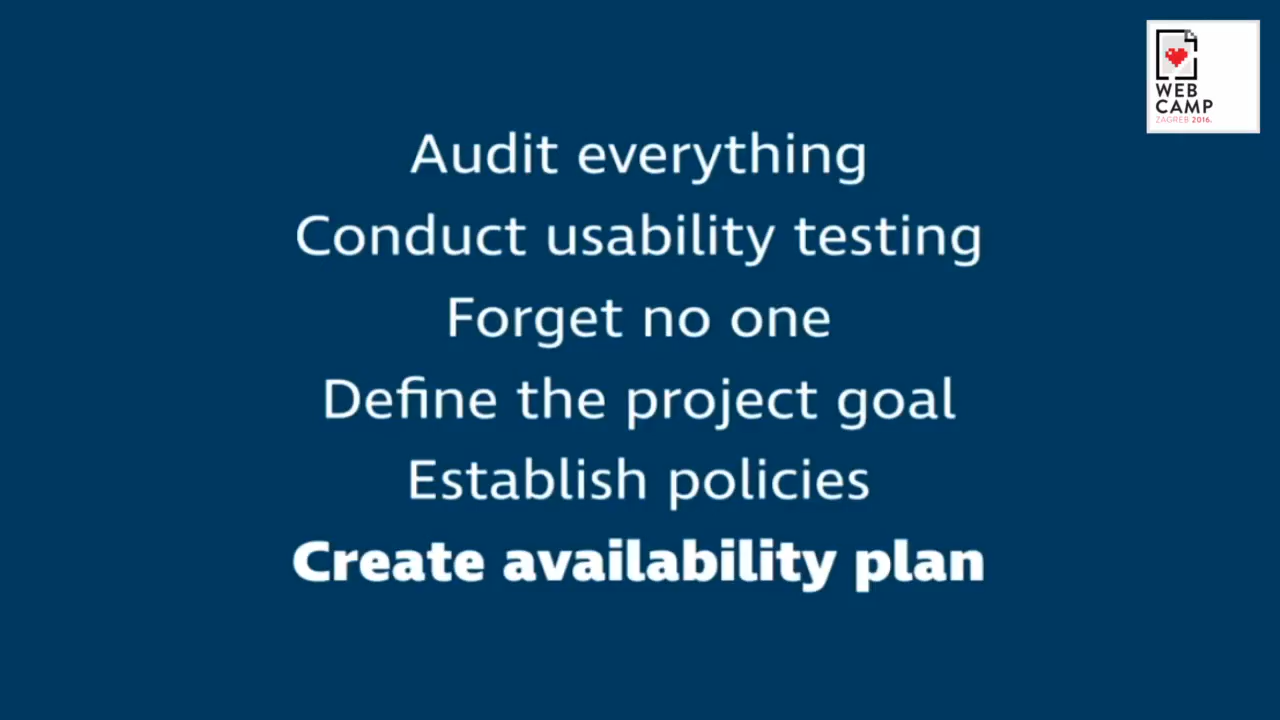 WEB
CAMP
ZAGREB 2016.
Audit everything
Conduct usability testing
Forget no one
Define the project goal
Establish policies
Create availability plan